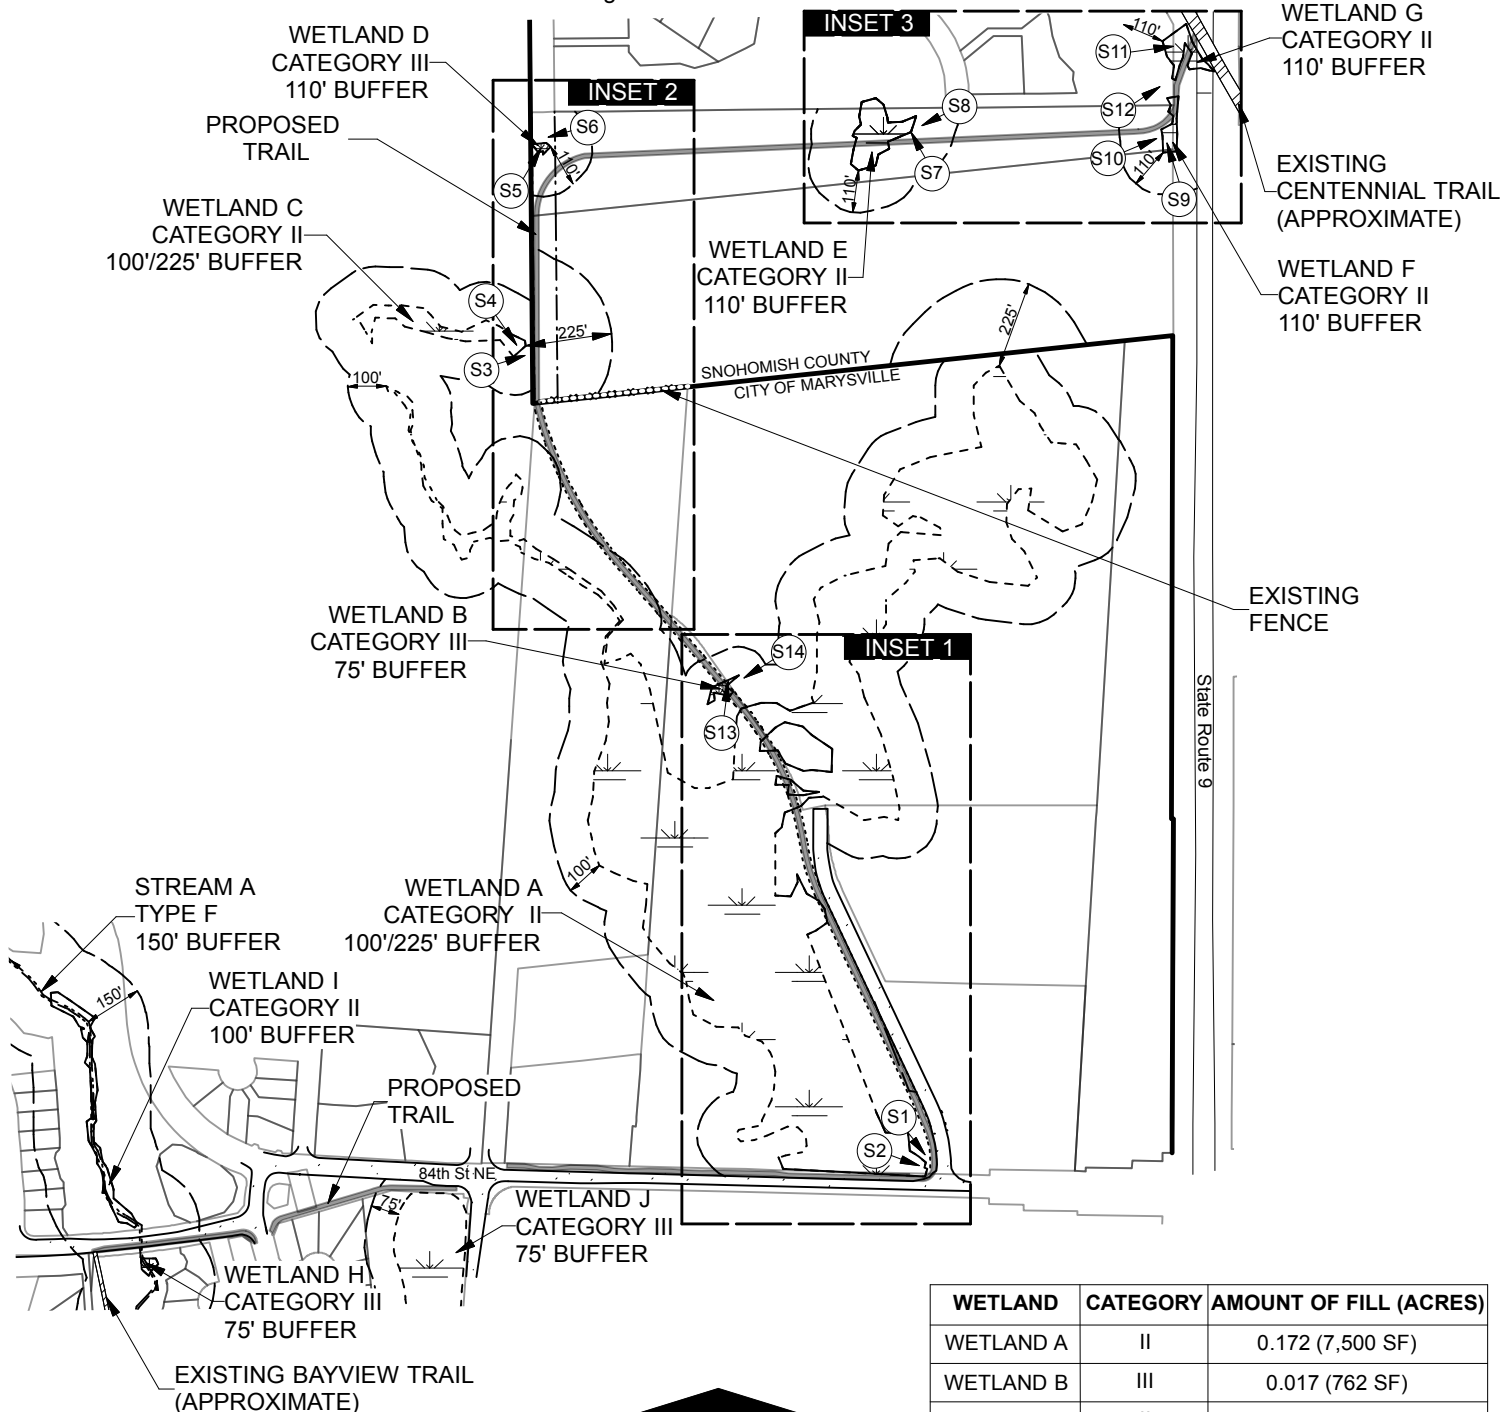 WETLAND D
CATEGORY III
110' BUFFER
PROPOSED
TRAIL
WETLAND C
CATEGORY II
100'/225' BUFFER
INSET 2
S6
S5
110'
S4
S3
225'
100'
INSET 3
110'
S11
S12
S8
S7
S10
S9
110'
110'
WETLAND G
CATEGORY II
110' BUFFER
EXISTING
CENTENNIAL TRAIL
(APPROXIMATE)
WETLAND E
CATEGORY II
110' BUFFER
WETLAND F
CATEGORY II
110' BUFFER
225'
SNOHOMISH COUNTY
CITY OF MARYSVILLE
EXISTING
FENCE
WETLAND B
CATEGORY III
75' BUFFER
INSET 1
S14
S13
State Route 9
100'
WETLAND A
CATEGORY II
100'/225' BUFFER
STREAM A
TYPE F
150' BUFFER
150'
WETLAND I
CATEGORY II
100' BUFFER
PROPOSED
TRAIL
S1
S2
84th St NE
75'
WETLAND J
CATEGORY III
75' BUFFER
WETLAND H
CATEGORY III
75' BUFFER
EXISTING BAYVIEW TRAIL
(APPROXIMATE)
WETLAND CATEGORY AMOUNT OF FILL (ACRES)
WETLAND A II 0.172 (7,500 SF)
WETLAND B III 0.017 (762 SF)